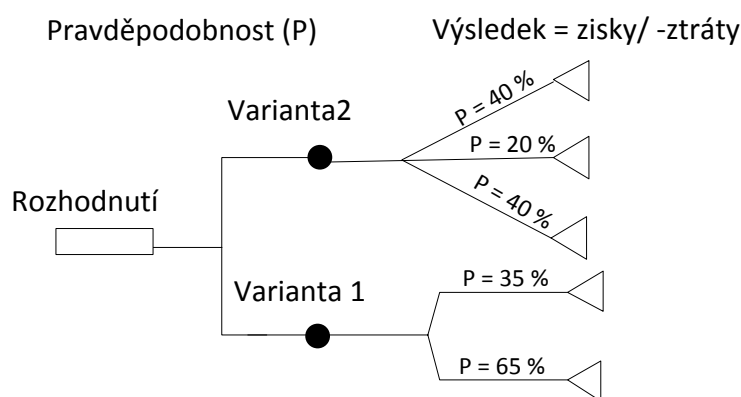 Pravděpodobnost (P)
Výsledek = zisky/ -ztráty
P = 40 %
Varianta2
P = 20 %
Rozhodnutí
P = 40 %
Varianta 1
P = 35 %
P = 65 %